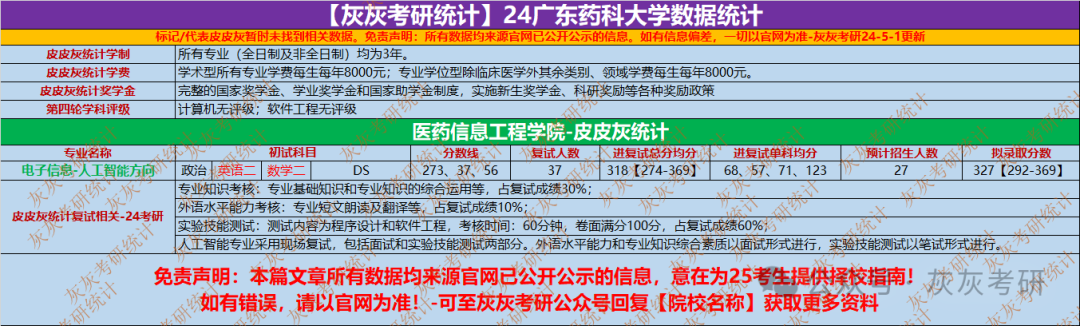 【灰灰考研统计】24广东药科大学数据统计
标记/代表皮皮灰暂时未找到相关数据。免责声明：所有数据均来源官网已公开公示的信息。如有信息偏差，一切以官网为准-灰灰考研24-5-1更新
皮皮灰统计学制 所有专业（全日制及非全日制）均为3年。
皮皮灰统计学费 学术型所有专业学费每生每年8000元；专业学位型除临床医学外其余类别、领域学费每生每年8000元。
皮皮灰统计奖学金 完整的国家奖学金、学业奖学金和国家助学金制度，实施新生奖学金、科研奖励等各种奖励政策
第四轮学科评级 计算机无评级；软件工程无评级
医药信息工程学院-皮皮灰统计
专业名称 初试科目 分数线 复试人数 进复试总分均分 进复试单科均分 预计招生人数 拟录取分数
电子信息-人工智能方向 政治 英语二 数学二 DS 273、37、56 37 318【274-369】 68、57、71、123 27 327【292-369】
皮皮灰统计复试相关-24考研
专业知识考核：专业基础知识和专业知识的综合运用等，占复试成绩30%；
外语水平能力考核：专业短文朗读及翻译等，占复试成绩10%；
实验技能测试：测试内容为程序设计和软件工程，考核时间：60分钟，卷面满分100分，占复试成绩60%；
人工智能专业采用现场复试，包括面试和实验技能测试两部分。外语水平能力和专业知识综合素质以面试形式进行，实验技能测试以笔试形式进行。
免责声明：本篇文章所有数据均来源官网已公开公示的信息，意在为25考生提供择校指南！
如有错误，请以官网为准！-可至灰灰考研公众号回复【院校名称】获取更多资料
公众号 灰灰考研
灰灰考研统计